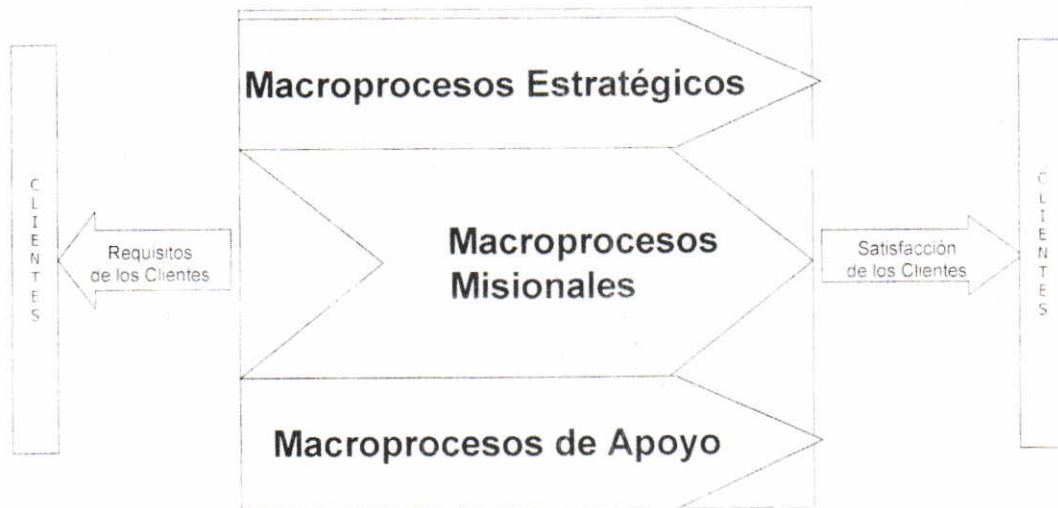 Macroprocesos Estratégicos
CLIENTES
Requisitos
de los Clientes
Macroprocesos
Misionales
Satisfacción
de los Clientes
CLIENTES
Macroprocesos de Apoyo